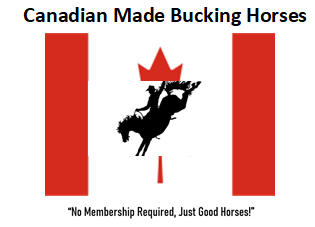 Canadian Made Bucking Horses
“No Membership Required, Just Good Horses!”